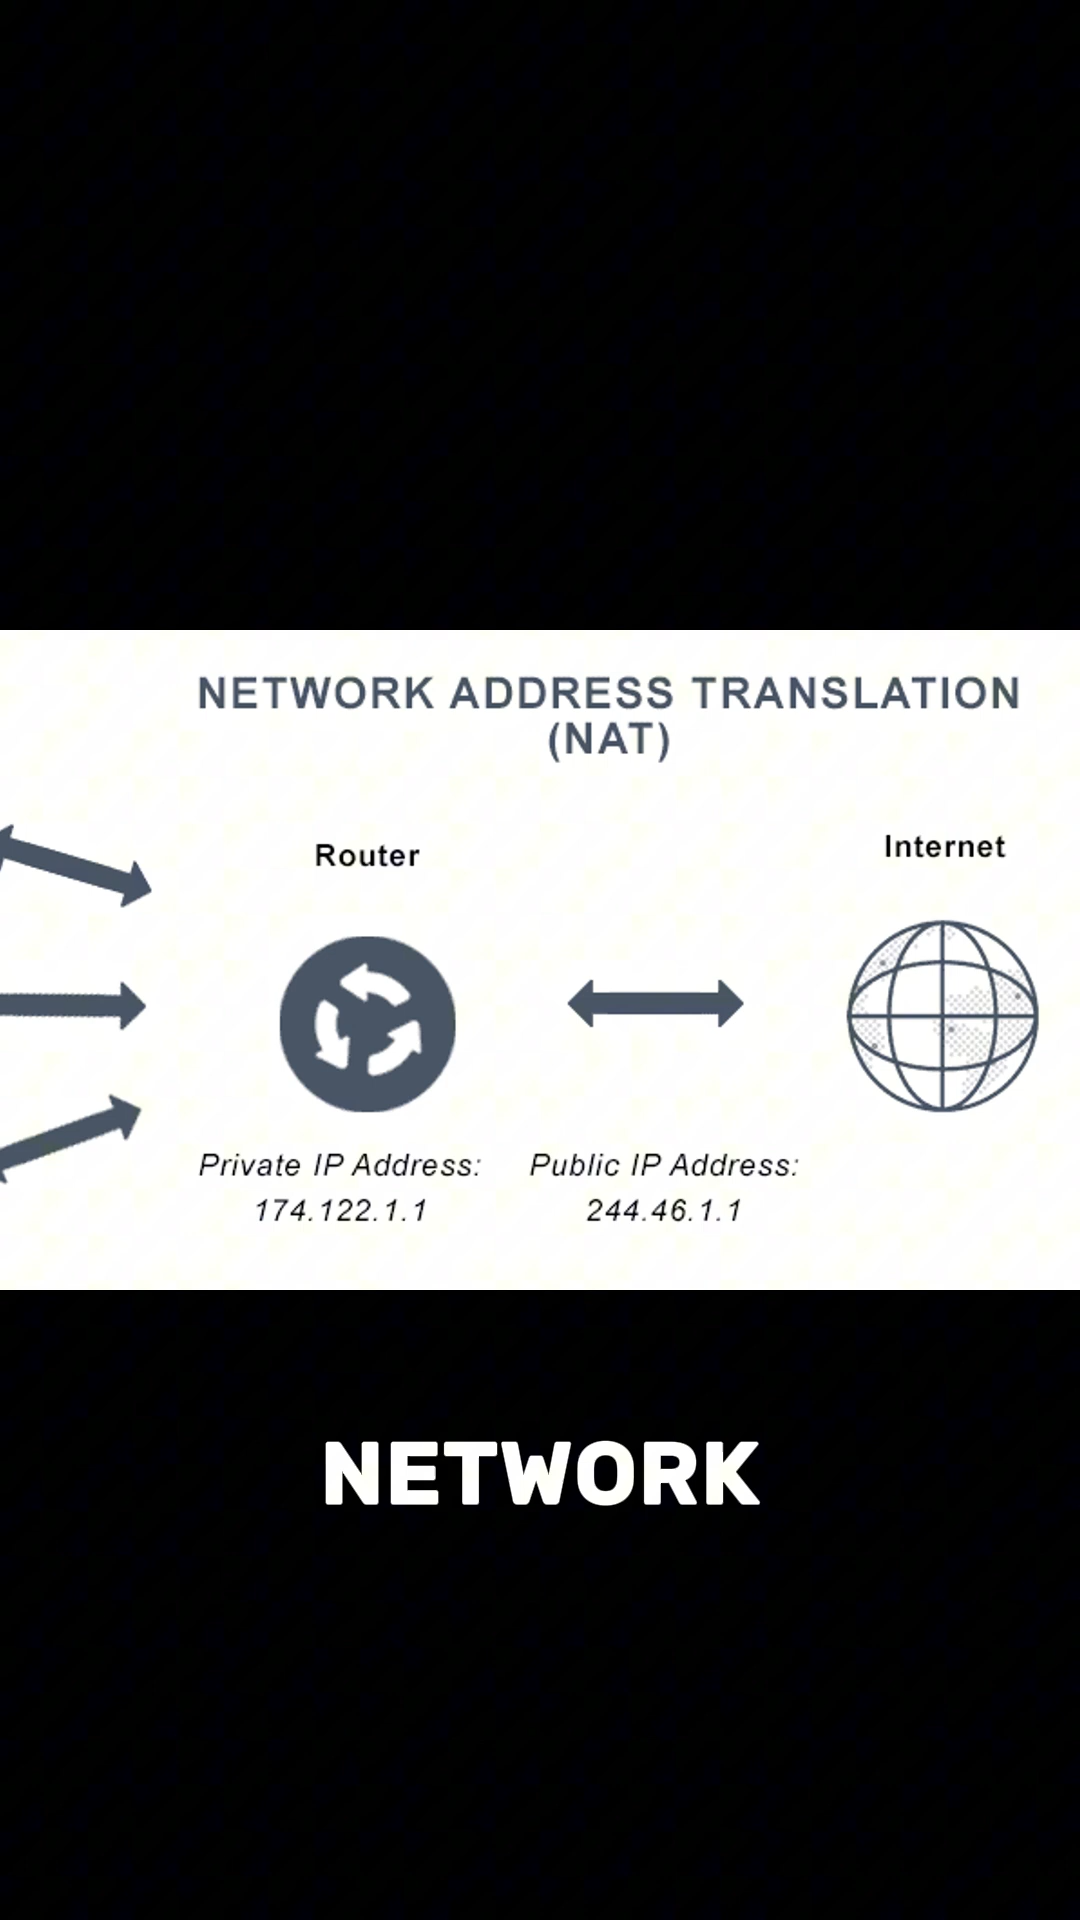 NETWORK ADDRESS TRANSLATION
(NAT)
Router
Internet
Private IP Address:
174.122.1.1
Public IP Address:
244.46.1.1
NETWORK